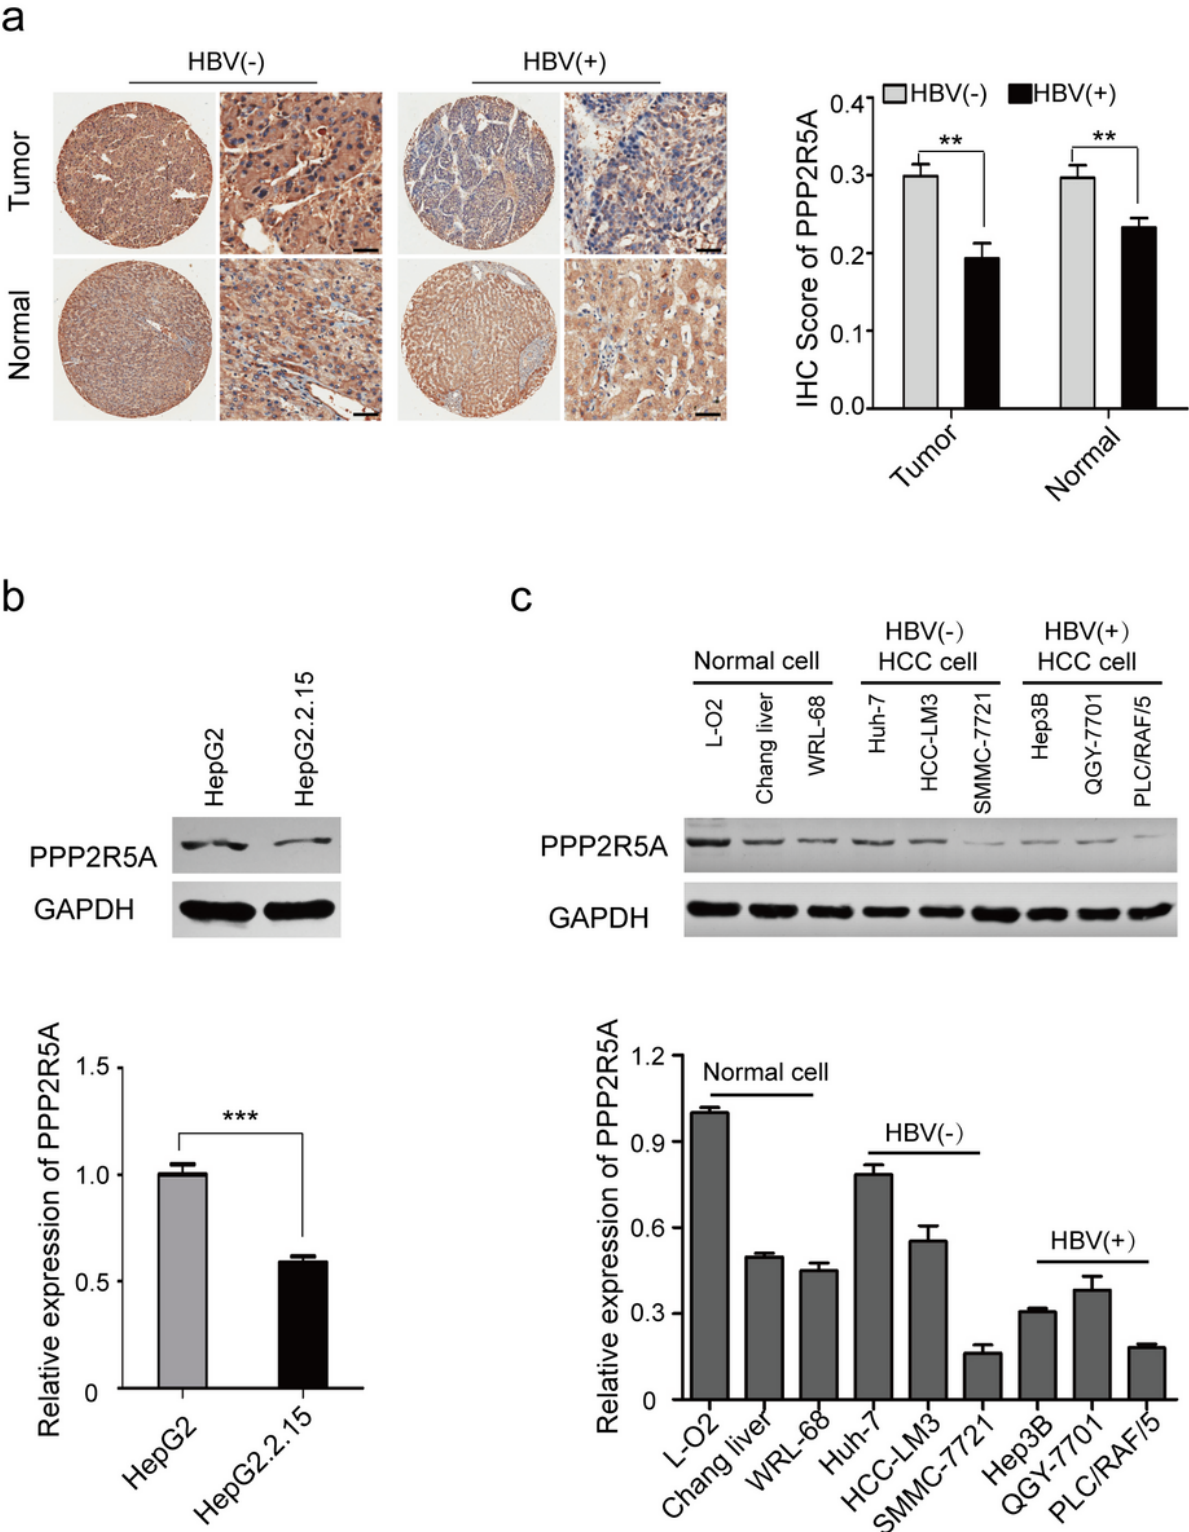 a
HBV(-)
HBV(+)
Tumor
Normal
IHC Score of PPP2R5A
0.4
0.3
0.2
0.1
0.0
HBV(-)
HBV(+)
**
**
Tumor
Normal
b
HepG2
HepG2.2.15
PPP2R5A
GAPDH
Relative expression of PPP2R5A
1.5
1.0
0.5
0
***
HepG2
HepG2.2.15
c
Normal cell
HBV(-)
HCC cell
HBV(+)
HCC cell
L-O2
Chang liver
WRL-68
Huh-7
HCC-LM3
SMMC-7721
Hep3B
QGY-7701
PLC/RAF/5
PPP2R5A
GAPDH
Relative expression of PPP2R5A
1.2
0.9
0.6
0.3
0
Normal cell
HBV(-)
HBV(+)
L-O2
Chang liver
WRL-68
Huh-7
HCC-LM3
SMMC-7721
Hep3B
QGY-7701
PLC/RAF/5